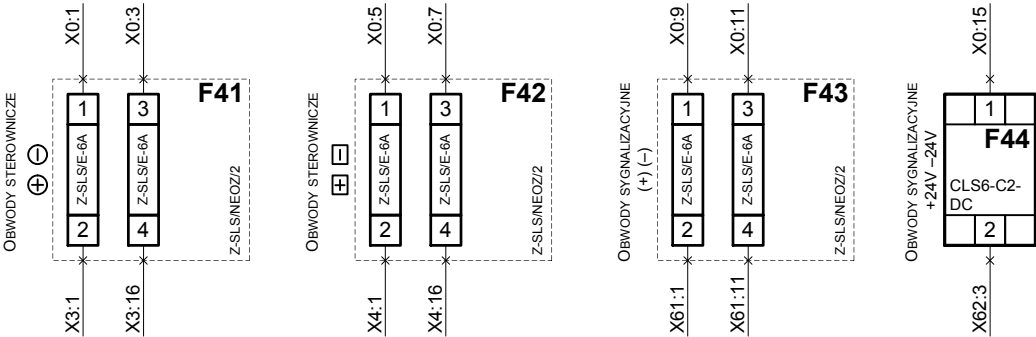 X0:1
X0:3
OBWODY STEROWNICZE
⊕ ⊖
F41
1
3
Z-SLS/E-6A
Z-SLS/E-6A
2
4
Z-SLS/NEOZ/2
X3:1
X3:16
X0:5
X0:7
OBWODY STEROWNICZE
⊞ ⊟
F42
1
3
Z-SLS/E-6A
Z-SLS/E-6A
2
4
Z-SLS/NEOZ/2
X4:1
X4:16
X0:9
X0:11
OBWODY SYGNALIZACYJNE
(+) (–)
F43
1
3
Z-SLS/E-6A
Z-SLS/E-6A
2
4
Z-SLS/NEOZ/2
X61:1
X61:11
X0:15
OBWODY SYGNALIZACYJNE
+24V –24V
1
F44
CLS6-C2-
DC
2
X62:3